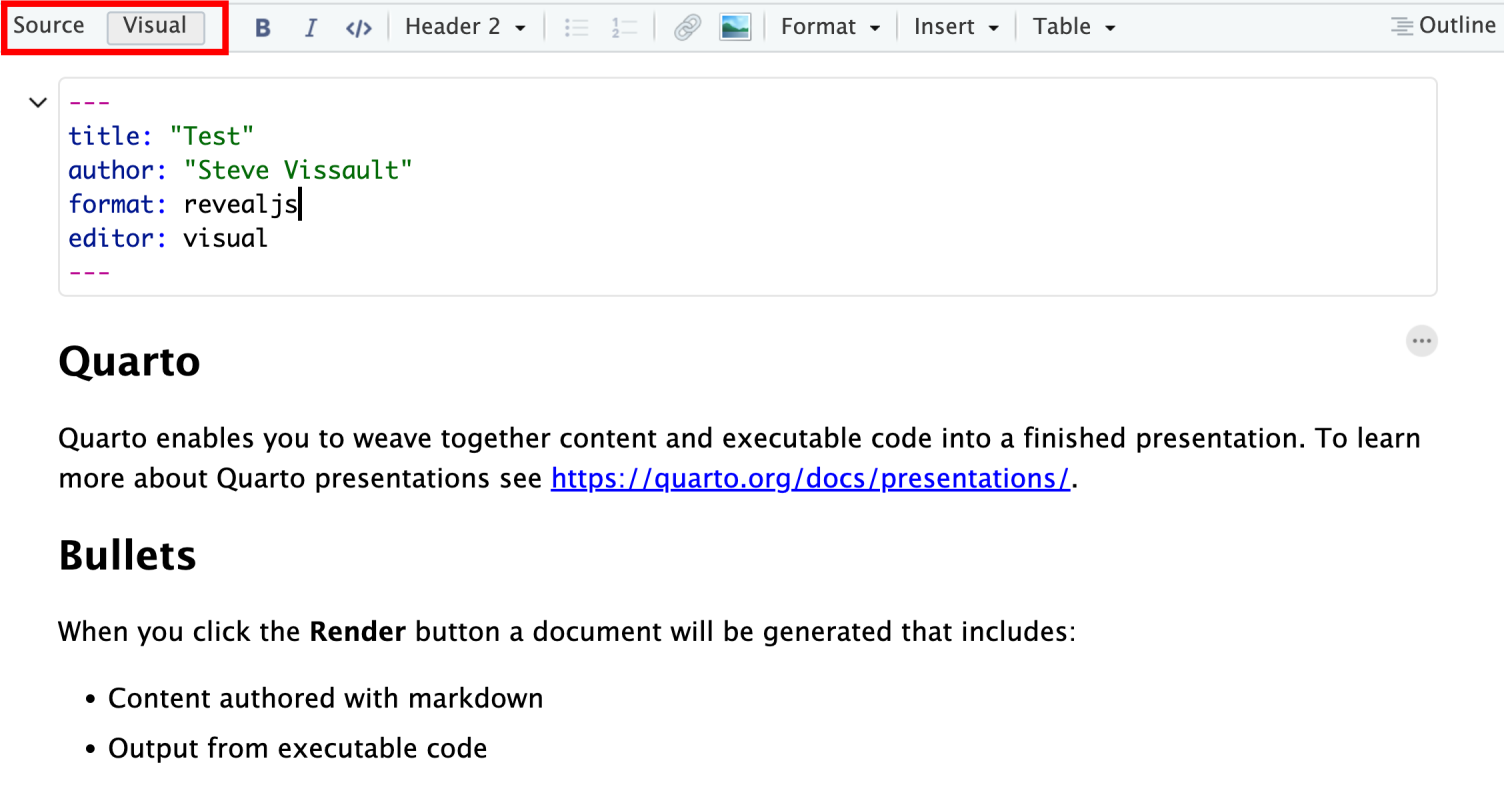 Source Visual B I </> Header 2 Format Insert Table Outline
---
title: "Test"
author: "Steve Vissault"
format: revealjs
editor: visual
---
Quarto
Quarto enables you to weave together content and executable code into a finished presentation. To learn
more about Quarto presentations see https://quarto.org/docs/presentations/.
Bullets
When you click the Render button a document will be generated that includes:
• Content authored with markdown
• Output from executable code